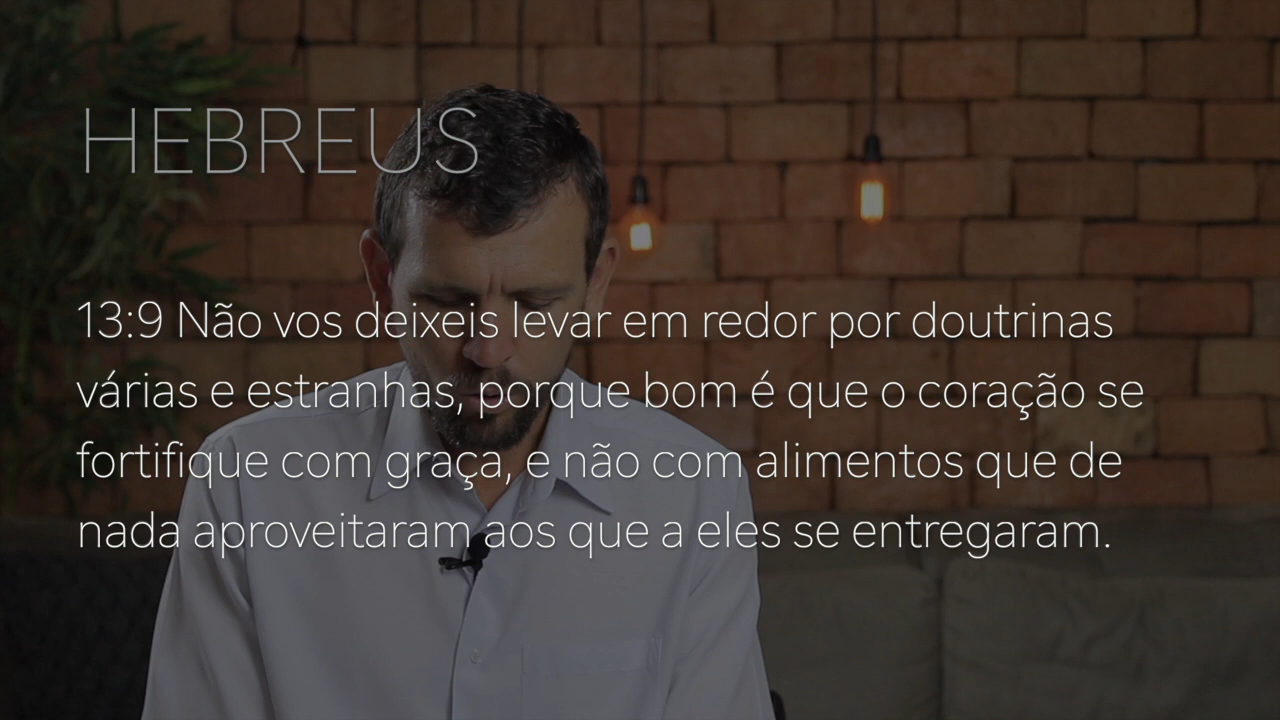 HEBREUS
13:9 Não vos deixeis levar em redor por doutrinas
várias e estranhas, porque bom é que o coração se
fortifique com graça, e não com alimentos que de
nada aproveitaram aos que a eles se entregaram.